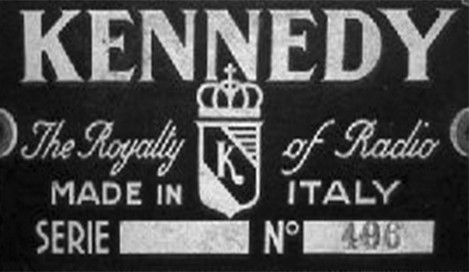 KENNEDY
The Royalty K of Radio
MADE IN ITALY
SERIE Nº 496